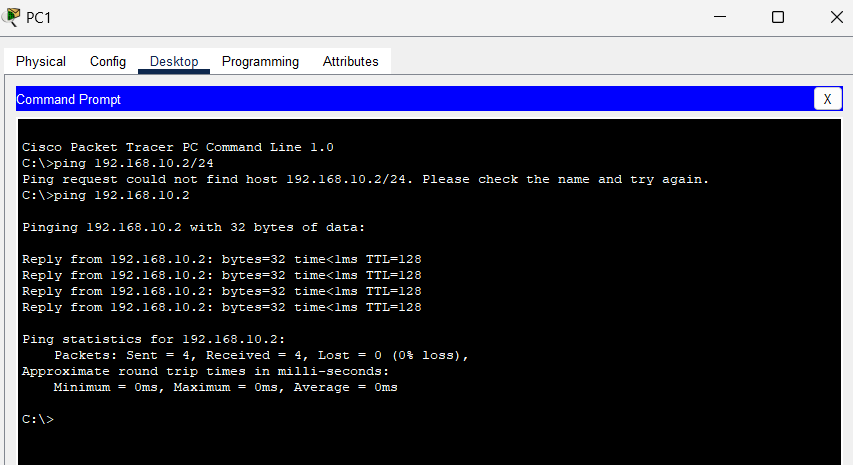 PC1
Physical Config Desktop Programming Attributes
Command Prompt X
Cisco Packet Tracer PC Command Line 1.0
C:\>ping 192.168.10.2/24
Ping request could not find host 192.168.10.2/24. Please check the name and try again.
C:\>ping 192.168.10.2
Pinging 192.168.10.2 with 32 bytes of data:
Reply from 192.168.10.2: bytes=32 time<1ms TTL=128
Reply from 192.168.10.2: bytes=32 time<1ms TTL=128
Reply from 192.168.10.2: bytes=32 time<1ms TTL=128
Reply from 192.168.10.2: bytes=32 time<1ms TTL=128
Ping statistics for 192.168.10.2:
    Packets: Sent = 4, Received = 4, Lost = 0 (0% loss),
Approximate round trip times in milli-seconds:
    Minimum = 0ms, Maximum = 0ms, Average = 0ms
C:\>